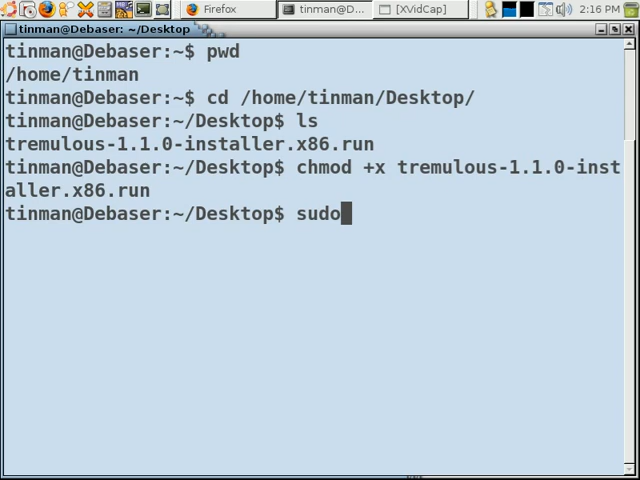 Firefox
tinman@D...
[XVidCap]
2:16 PM
tinman@Debaser: ~/Desktop
tinman@Debaser:~$ pwd
/home/tinman
tinman@Debaser:~$ cd /home/tinman/Desktop/
tinman@Debaser:~/Desktop$ ls
tremulous-1.1.0-installer.x86.run
tinman@Debaser:~/Desktop$ chmod +x tremulous-1.1.0-inst
aller.x86.run
tinman@Debaser:~/Desktop$ sudo